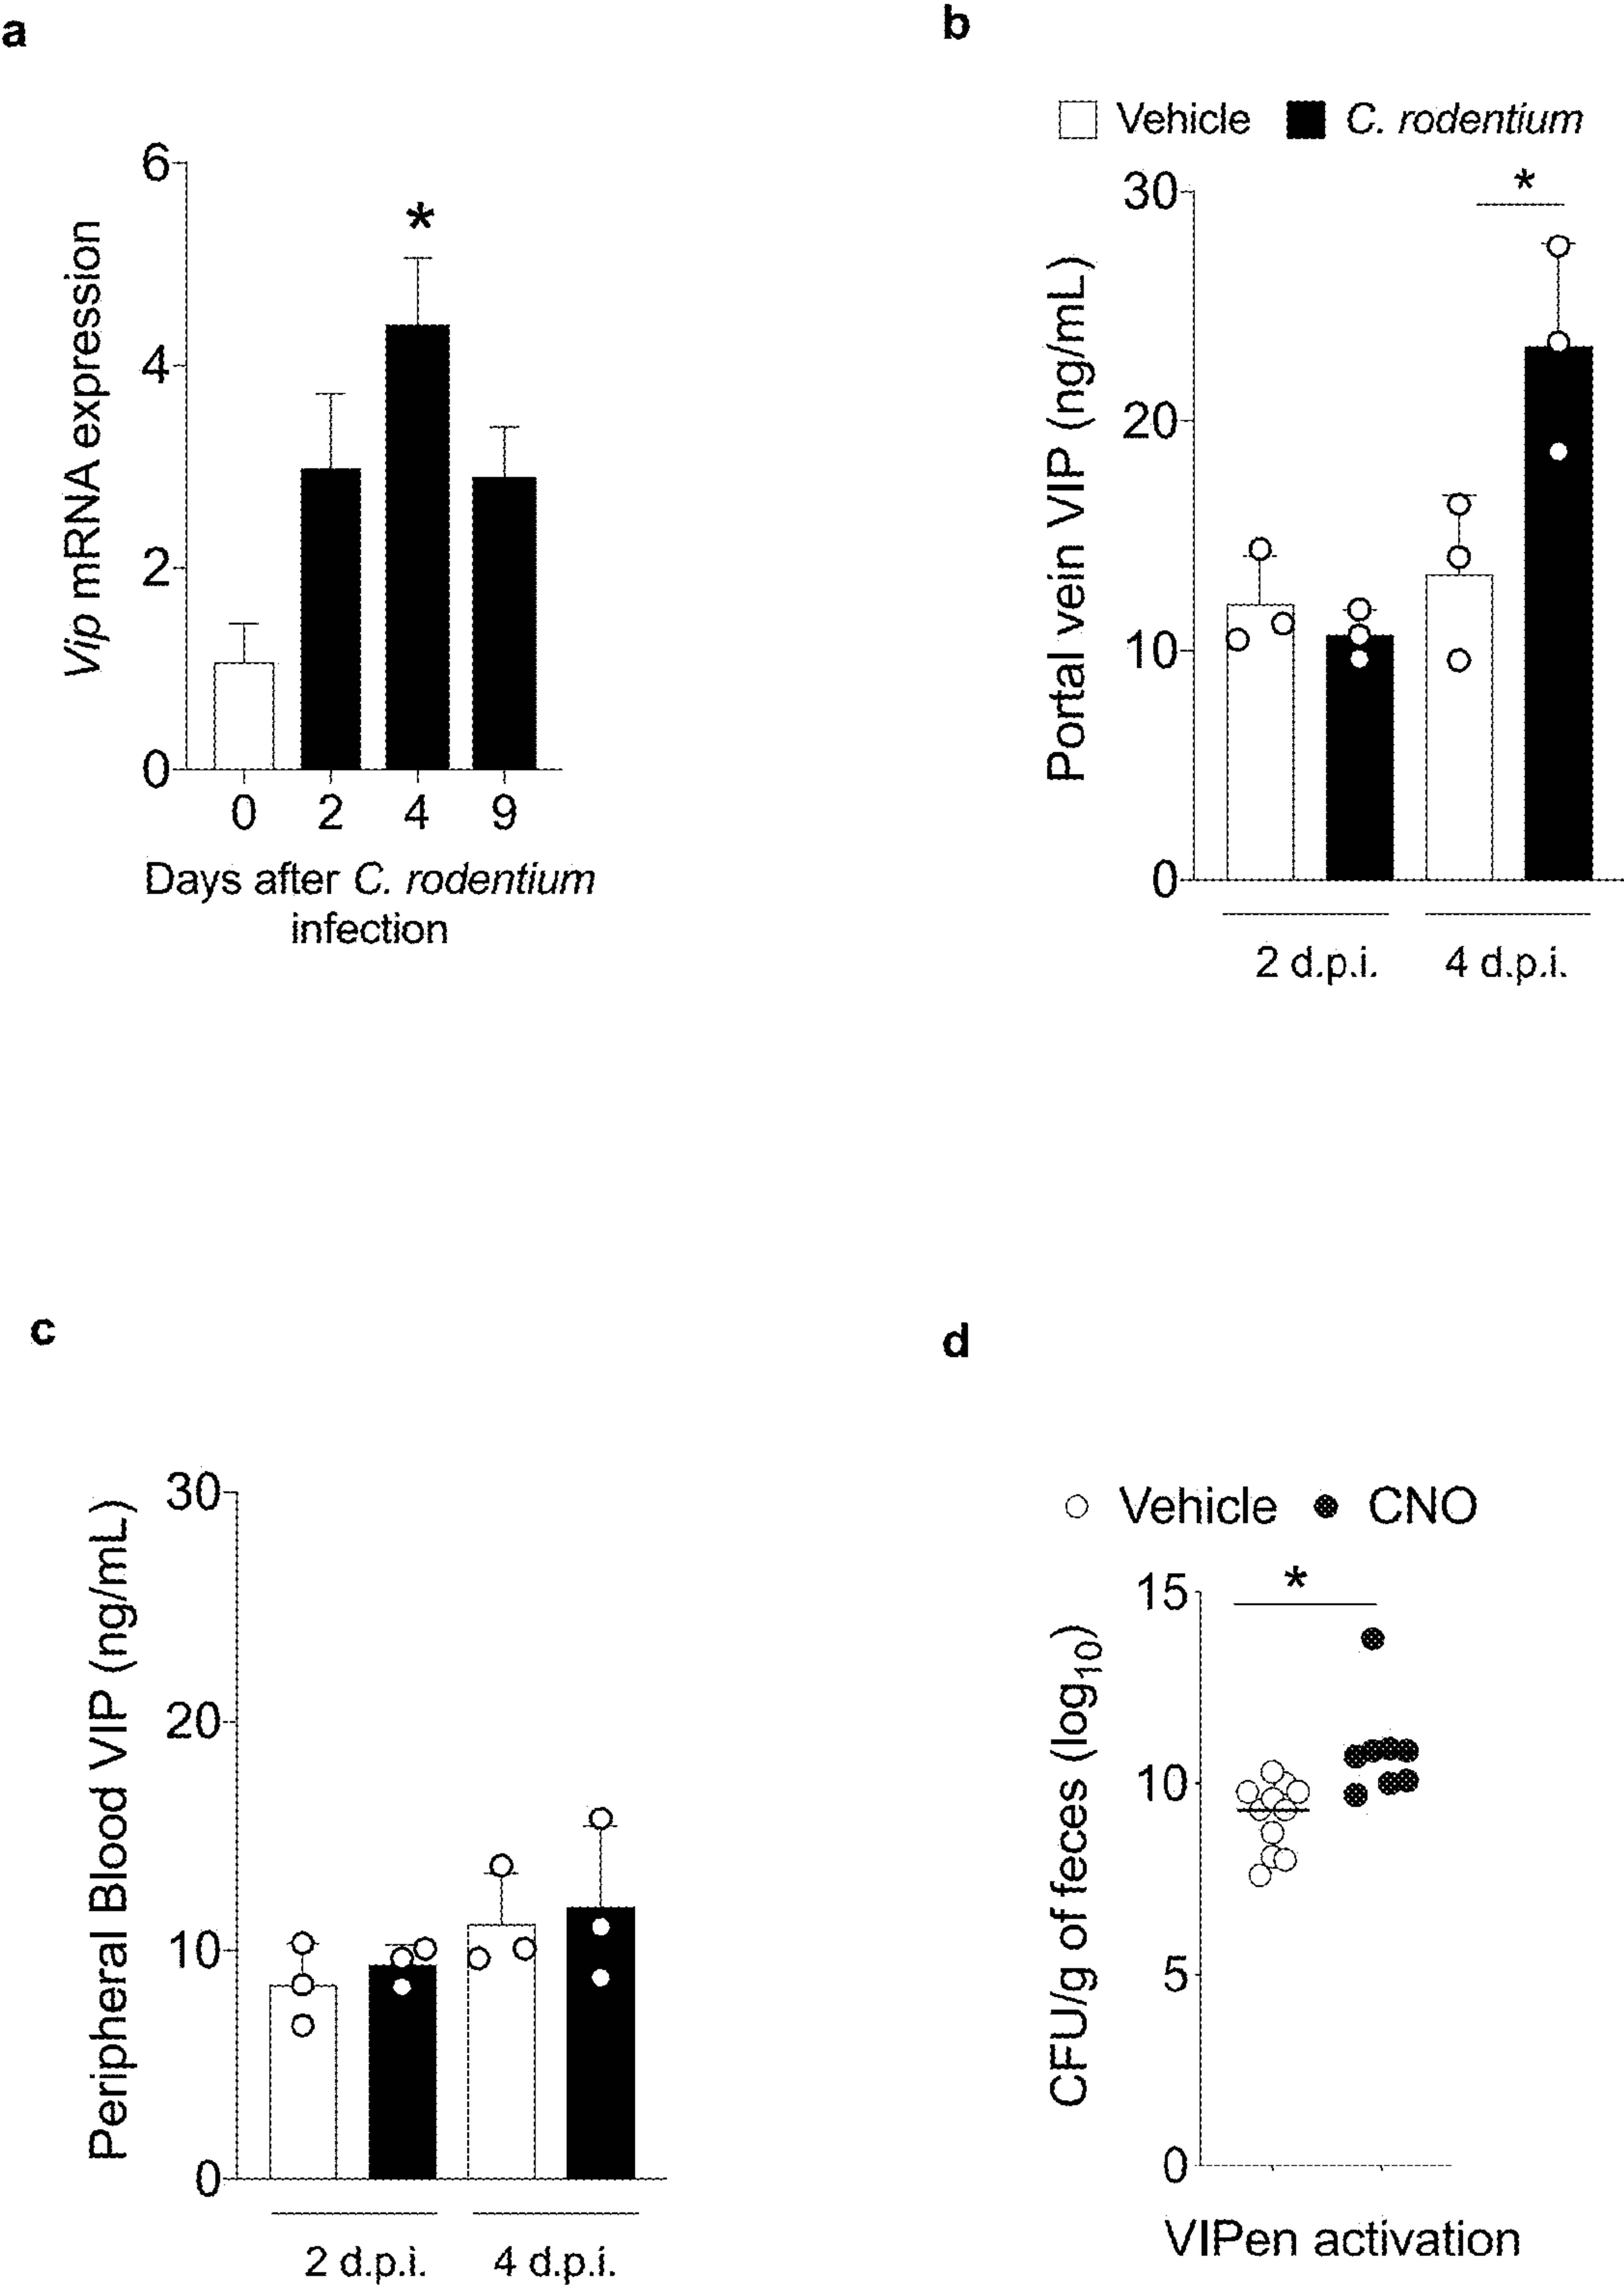 a
6
4
2
0
Vip mRNA expression
*
0 2 4 9
Days after C. rodentium
infection
b
Vehicle C. rodentium
30
20
10
0
Portal vein VIP (ng/mL)
*
2 d.p.i. 4 d.p.i.
c
30
20
10
0
Peripheral Blood VIP (ng/mL)
2 d.p.i. 4 d.p.i.
d
Vehicle CNO
15
10
5
0
CFU/g of feces (log10)
*
VIPen activation